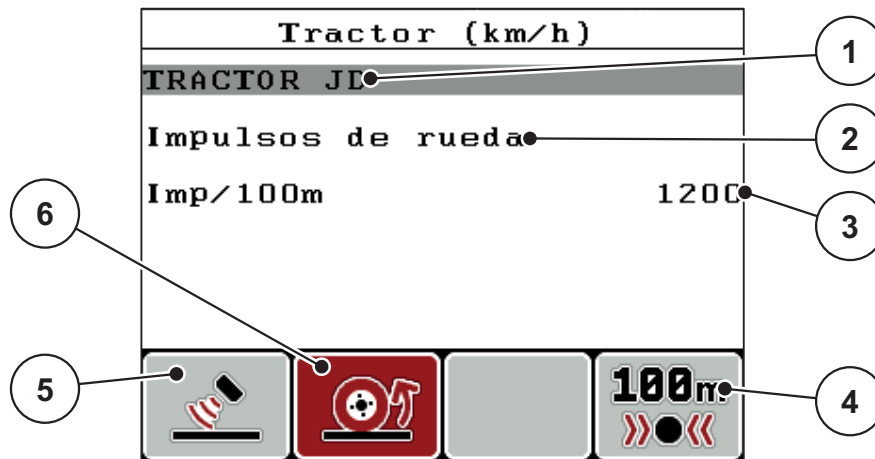 Tractor (km/h)
1
TRACTOR JD
Impulsos de rueda
2
Imp/100m 1200
3
6
5
100m
4